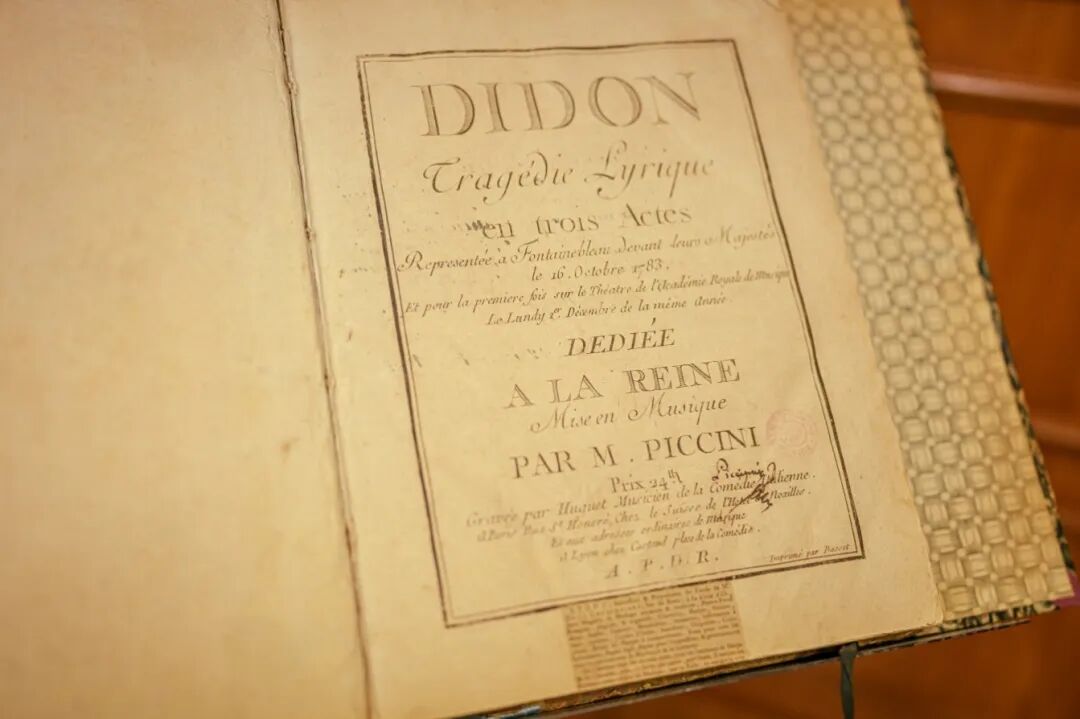 DIDON
Tragédie Lyrique
en trois Actes
Representée à Fontainebleau devant leurs Majestés
le 16. Octobre 1783.
Et pour la premiere fois sur le Théatre de l'Académie Royale de Musique
Le Lundy 1er. Décembre de la même Année.
DEDIÉE
A LA REINE
Mise en Musique
PAR M. PICCINI
Prix 24tt
Piccini
Gravée par Huguet Musicien de la Comédie Italienne.
A Paris Rue St Honoré, Chez le Suisse de l'Hotel de Noailles.
Et aux adresses ordinaires de Musique
A Lyon chez Castaud place de la Comédie.
A. P. D. R.
Imprimé par Basset